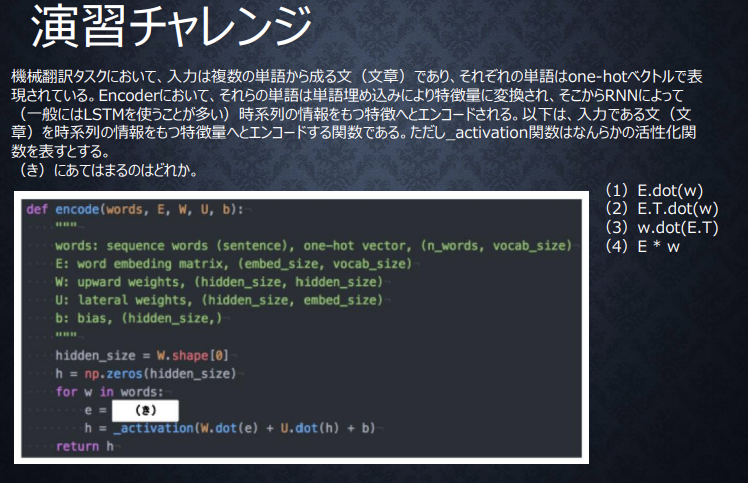 演習チャレンジ
機械翻訳タスクにおいて、入力は複数の単語から成る文（文章）であり、それぞれの単語はone-hotベクトルで表
現されている。Encoderにおいて、それらの単語は単語埋め込みにより特徴量に変換され、そこからRNNによって
（一般にはLSTMを使うことが多い）時系列の情報をもつ特徴へとエンコードされる。以下は、入力である文（文
章）を時系列の情報をもつ特徴量へとエンコードする関数である。ただし_activation関数はなんらかの活性化関
数を表すとする。
（き）にあてはまるのはどれか。
（1）E.dot(w)
（2）E.T.dot(w)
（3）w.dot(E.T)
（4）E * w
def encode(words, E, W, U, b):
"""
words: sequence words (sentence), one-hot vector, (n_words, vocab_size)
E: word embeding matrix, (embed_size, vocab_size)
W: upward weights, (hidden_size, hidden_size)
U: lateral weights, (hidden_size, embed_size)
b: bias, (hidden_size,)
"""
hidden_size = W.shape[0]
h = np.zeros(hidden_size)
for w in words:
e = （き）
h = _activation(W.dot(e) + U.dot(h) + b)
return h